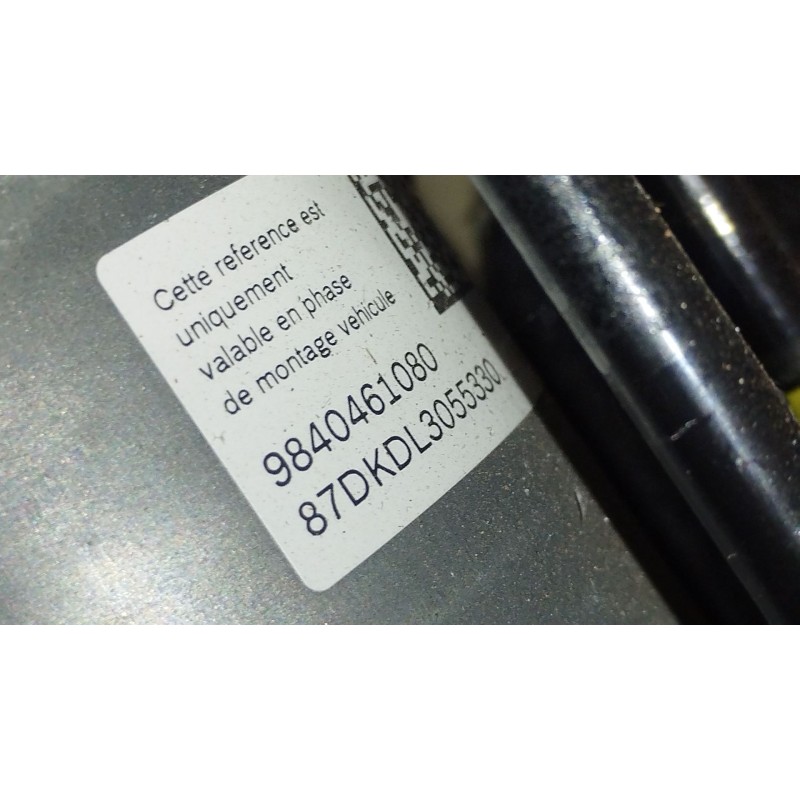 Cette reference est
uniquement
valable en phase
de montage vehicule
9840461080
87DKDL3055330